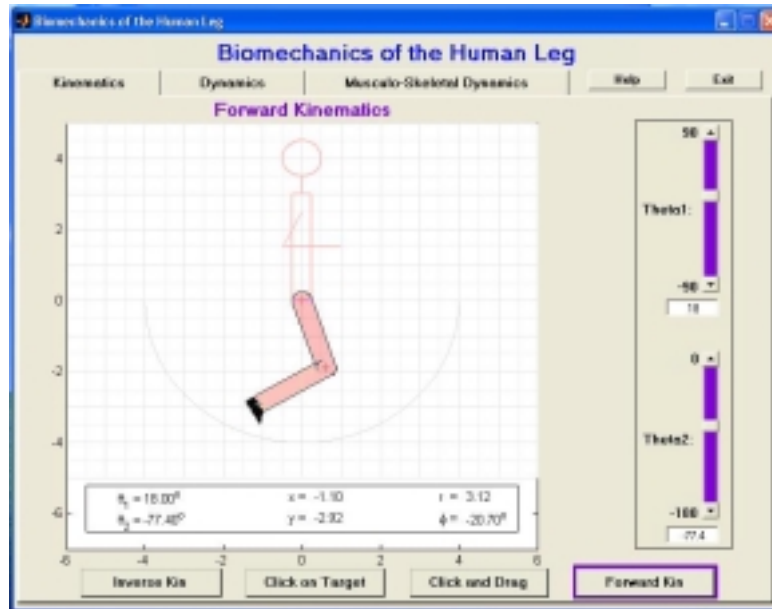 Biomechanics of the Human Leg
Biomechanics of the Human Leg
Kinematics
Dynamics
Musculo-Skeletal Dynamics
Help
Exit
Forward Kinematics
4
2
0
-2
-4
-6
-6
-4
-2
0
2
4
6
θ₁ = 18.00°
x = -1.10
r = 3.12
θ₂ = -77.40°
y = -2.92
ϕ = -20.70°
90
Theta1:
-90
18
0
Theta2:
-100
-77.4
Inverse Kin
Click on Target
Click and Drag
Forward Kin